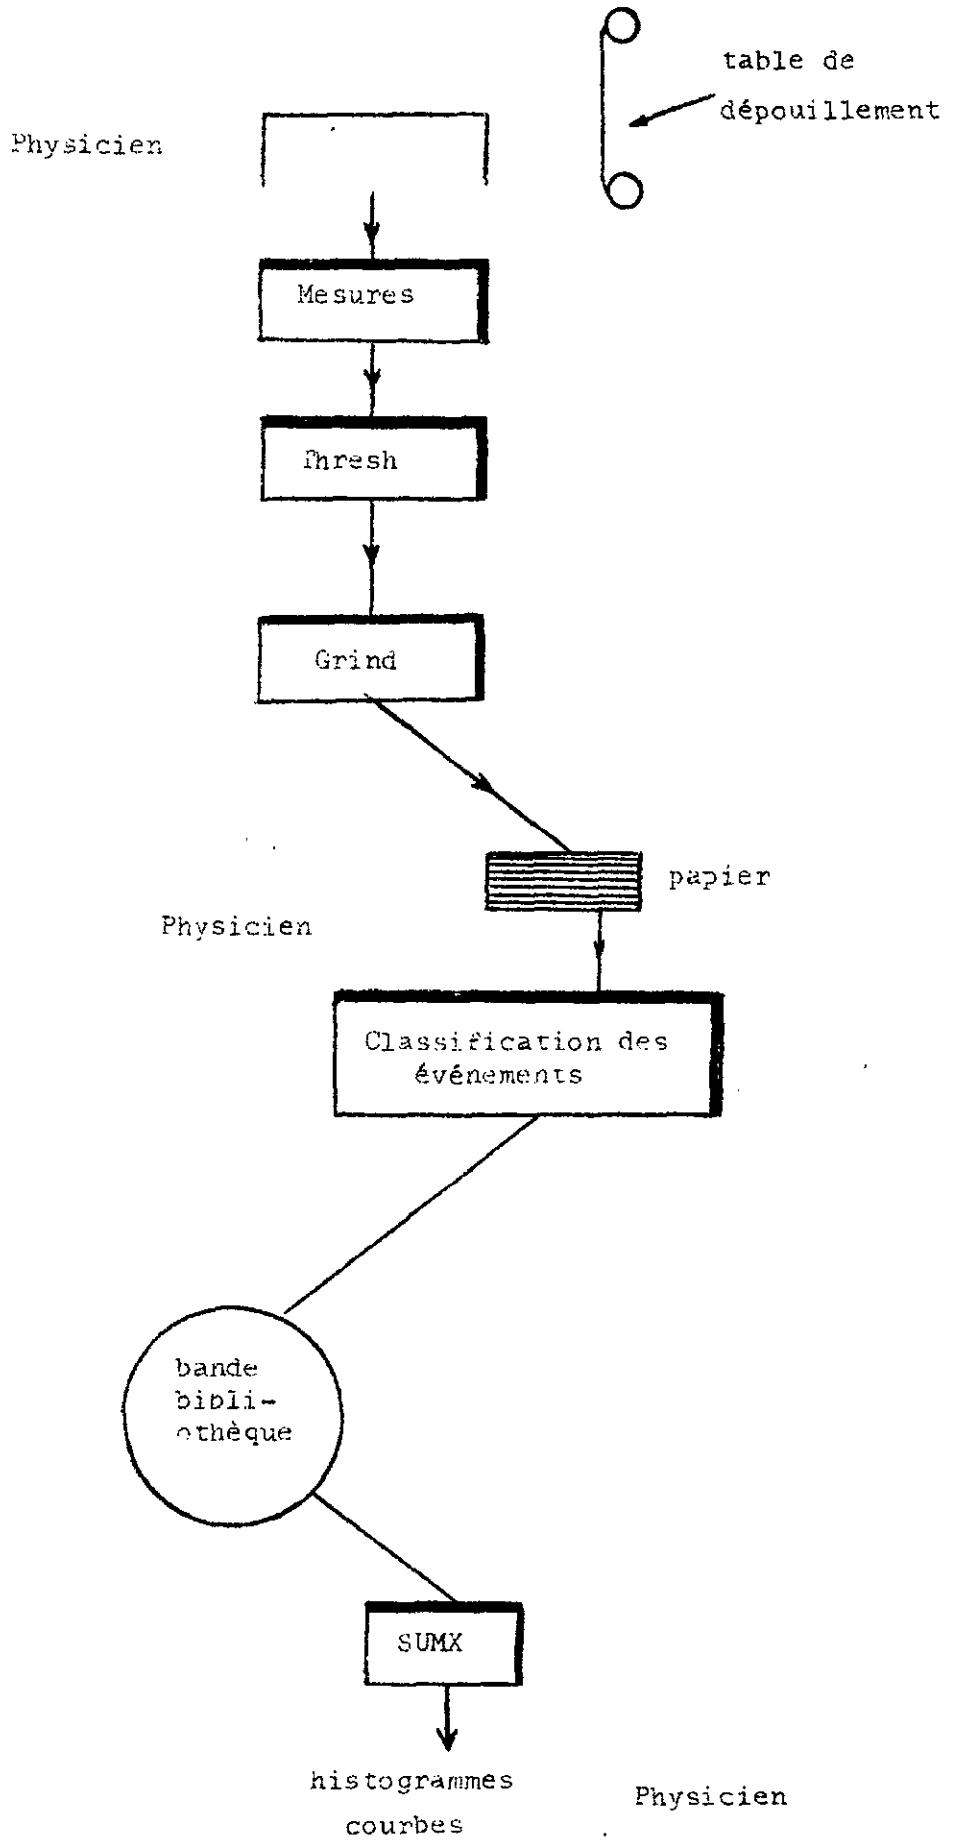 table de
dépouillement
Physicien
Mesures
Thresh
Grind
papier
Physicien
Classification des
événements
bande
bibli-
othèque
SUMX
histogrammes
courbes
Physicien